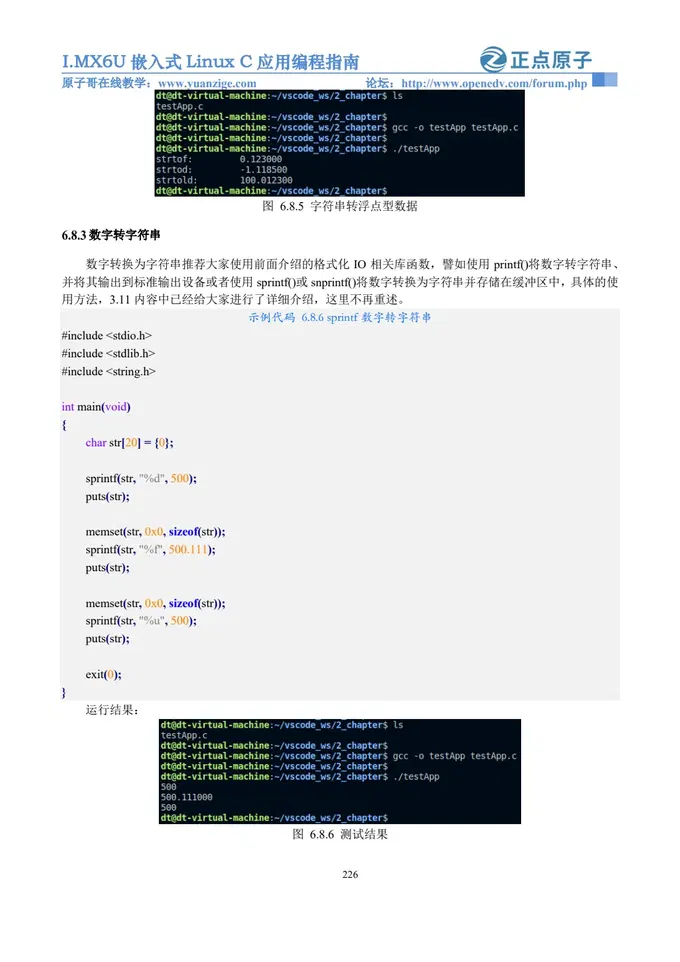 I.MX6U 嵌入式 Linux C 应用编程指南
正点原子
原子哥在线教学：www.yuanzige.com
论坛：http://www.openedv.com/forum.php
dt@dt-virtual-machine:~/vscode_ws/2_chapter$ ls
testApp.c
dt@dt-virtual-machine:~/vscode_ws/2_chapter$
dt@dt-virtual-machine:~/vscode_ws/2_chapter$ gcc -o testApp testApp.c
dt@dt-virtual-machine:~/vscode_ws/2_chapter$
dt@dt-virtual-machine:~/vscode_ws/2_chapter$ ./testApp
strtof: 0.123000
strtod: -1.118500
strtold: 100.012300
dt@dt-virtual-machine:~/vscode_ws/2_chapter$
图 6.8.5 字符串转浮点型数据
6.8.3 数字转字符串
数字转换为字符串推荐大家使用前面介绍的格式化 IO 相关库函数，譬如使用 printf()将数字转字符串、
并将其输出到标准输出设备或者使用 sprintf()或 snprintf()将数字转换为字符串并存储在缓冲区中，具体的使
用方法，3.11 内容中已经给大家进行了详细介绍，这里不再重述。
示例代码 6.8.6 sprintf 数字转字符串
#include <stdio.h>
#include <stdlib.h>
#include <string.h>
int main(void)
{
char str[20] = {0};
sprintf(str, "%d", 500);
puts(str);
memset(str, 0x0, sizeof(str));
sprintf(str, "%f", 500.111);
puts(str);
memset(str, 0x0, sizeof(str));
sprintf(str, "%u", 500);
puts(str);
exit(0);
}
运行结果：
dt@dt-virtual-machine:~/vscode_ws/2_chapter$ ls
testApp.c
dt@dt-virtual-machine:~/vscode_ws/2_chapter$
dt@dt-virtual-machine:~/vscode_ws/2_chapter$ gcc -o testApp testApp.c
dt@dt-virtual-machine:~/vscode_ws/2_chapter$
dt@dt-virtual-machine:~/vscode_ws/2_chapter$ ./testApp
500
500.111000
500
dt@dt-virtual-machine:~/vscode_ws/2_chapter$
图 6.8.6 测试结果
226